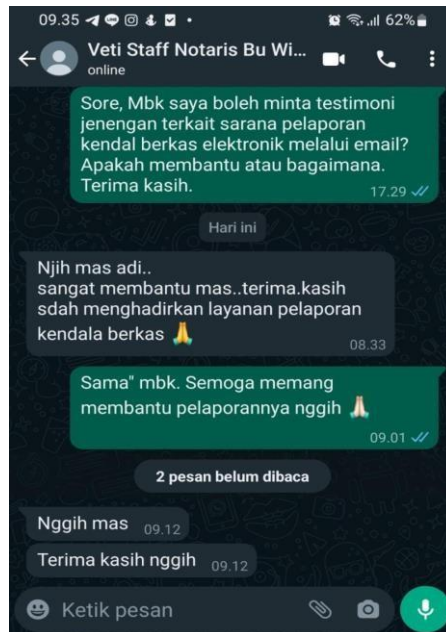 09.35
62%
Veti Staff Notaris Bu Wi...
online
Sore, Mbk saya boleh minta testimoni
jenengan terkait sarana pelaporan
kendal berkas elektronik melalui email?
Apakah membantu atau bagaimana.
Terima kasih.
17.29
Hari ini
Njih mas adi..
sangat membantu mas..terima.kasih
sdah menghadirkan layanan pelaporan
kendala berkas 🙏
08.33
Sama" mbk. Semoga memang
membantu pelaporannya nggih 🙏🏻
09.01
2 pesan belum dibaca
Nggih mas 09.12
Terima kasih nggih 09.12
Ketik pesan